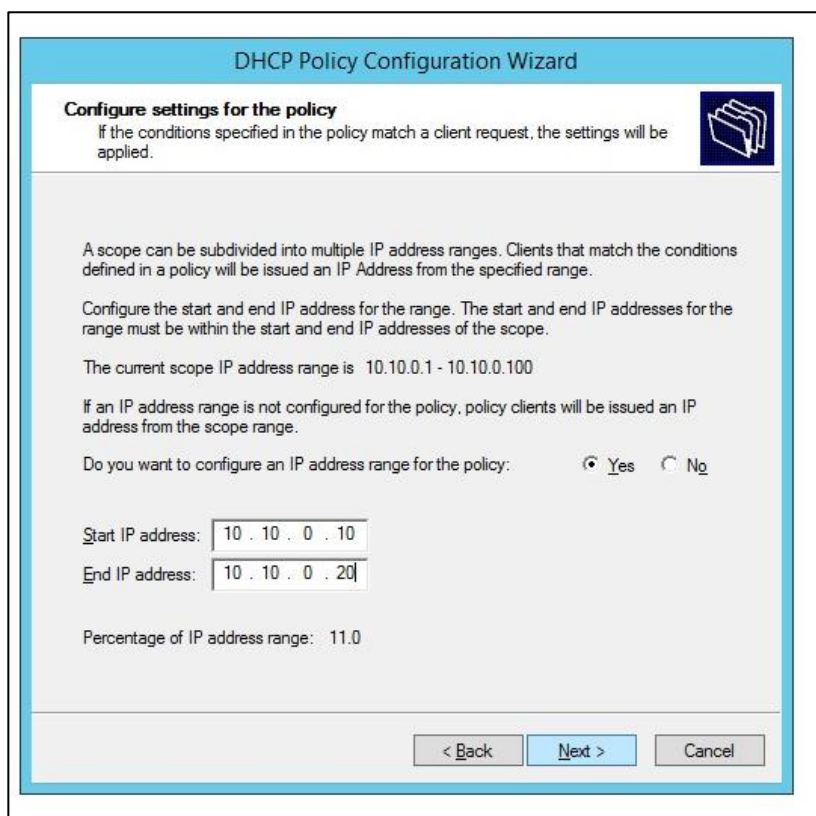 DHCP Policy Configuration Wizard
Configure settings for the policy
If the conditions specified in the policy match a client request, the settings will be
applied.
A scope can be subdivided into multiple IP address ranges. Clients that match the conditions
defined in a policy will be issued an IP Address from the specified range.
Configure the start and end IP address for the range. The start and end IP addresses for the
range must be within the start and end IP addresses of the scope.
The current scope IP address range is 10.10.0.1 - 10.10.0.100
If an IP address range is not configured for the policy, policy clients will be issued an IP
address from the scope range.
Do you want to configure an IP address range for the policy: Yes No
Start IP address: 10 . 10 . 0 . 10
End IP address: 10 . 10 . 0 . 20
Percentage of IP address range: 11.0
< Back Next > Cancel